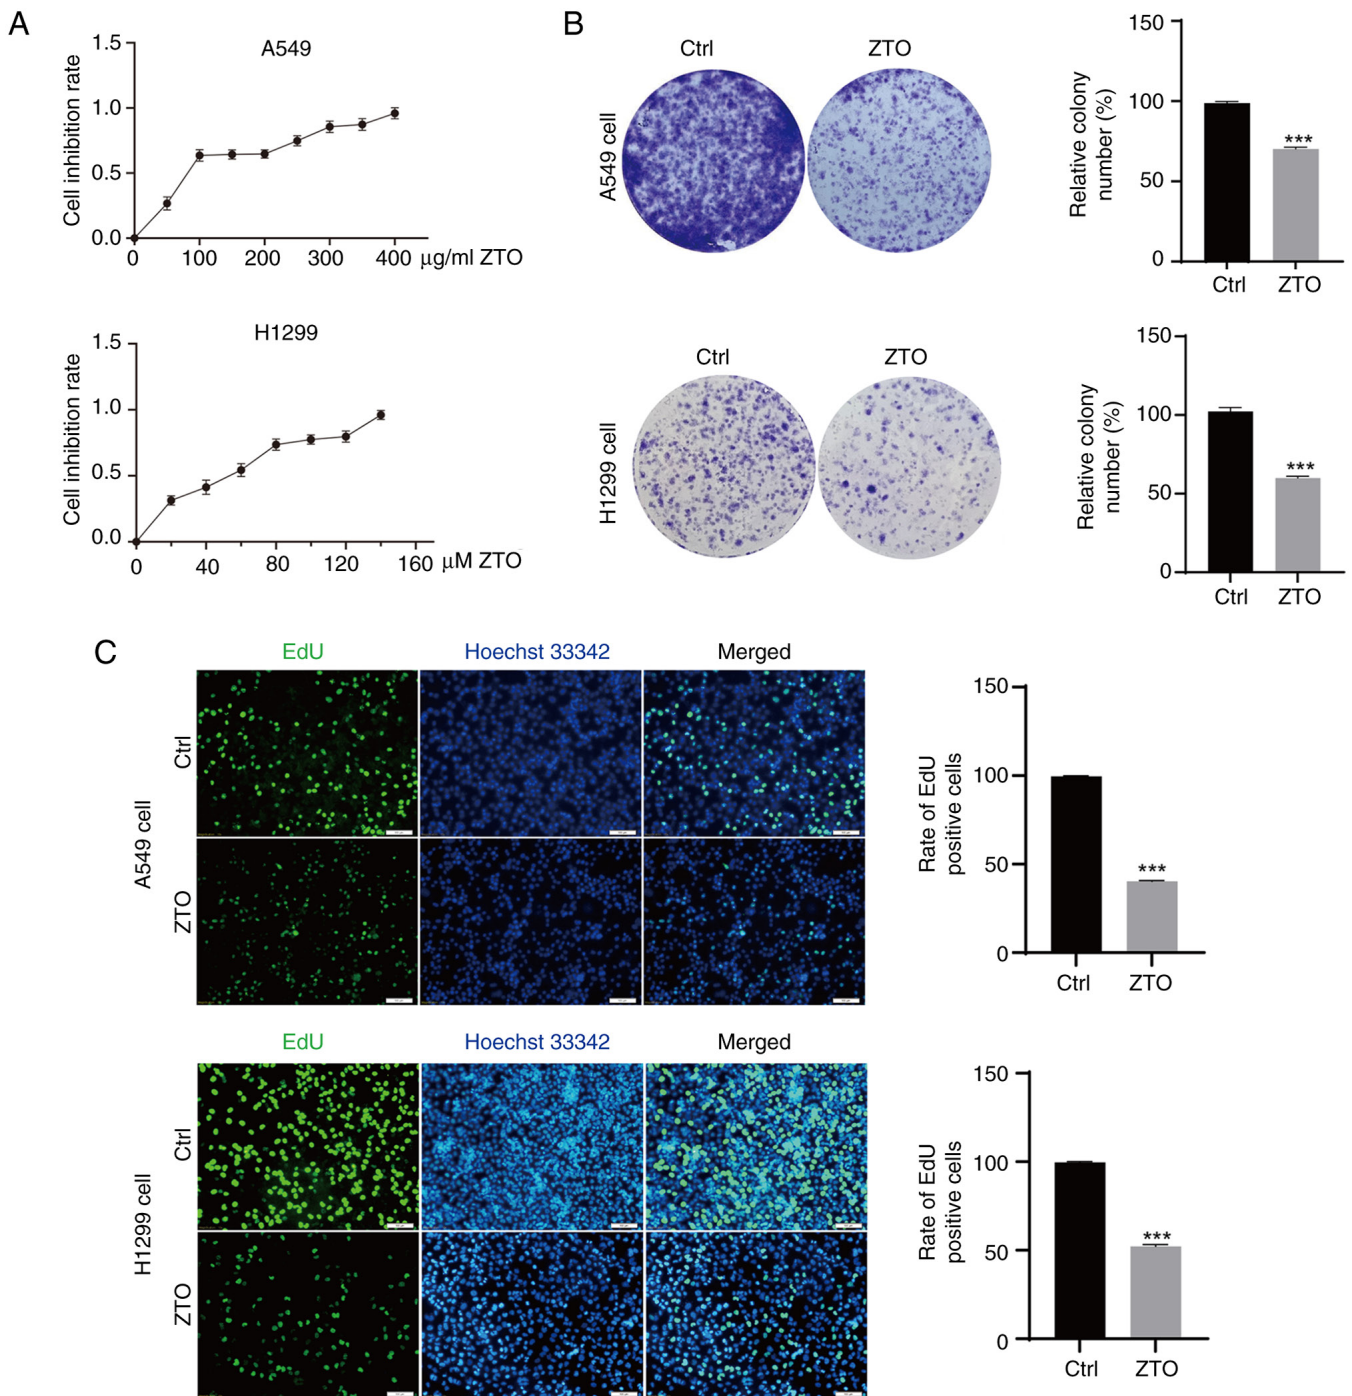 A
A549
Cell inhibition rate
1.5
1.0
0.5
0.0
0 100 200 300 400 μg/ml ZTO
H1299
Cell inhibition rate
1.5
1.0
0.5
0.0
0 40 80 120 160 μM ZTO
B
Ctrl ZTO
A549 cell
Relative colony
number (%)
150
100
50
0
Ctrl ZTO
***
Ctrl ZTO
H1299 cell
Relative colony
number (%)
150
100
50
0
Ctrl ZTO
***
C
EdU Hoechst 33342 Merged
A549 cell
Ctrl
ZTO
Rate of EdU
positive cells
150
100
50
0
Ctrl ZTO
***
EdU Hoechst 33342 Merged
H1299 cell
Ctrl
ZTO
Rate of EdU
positive cells
150
100
50
0
Ctrl ZTO
***